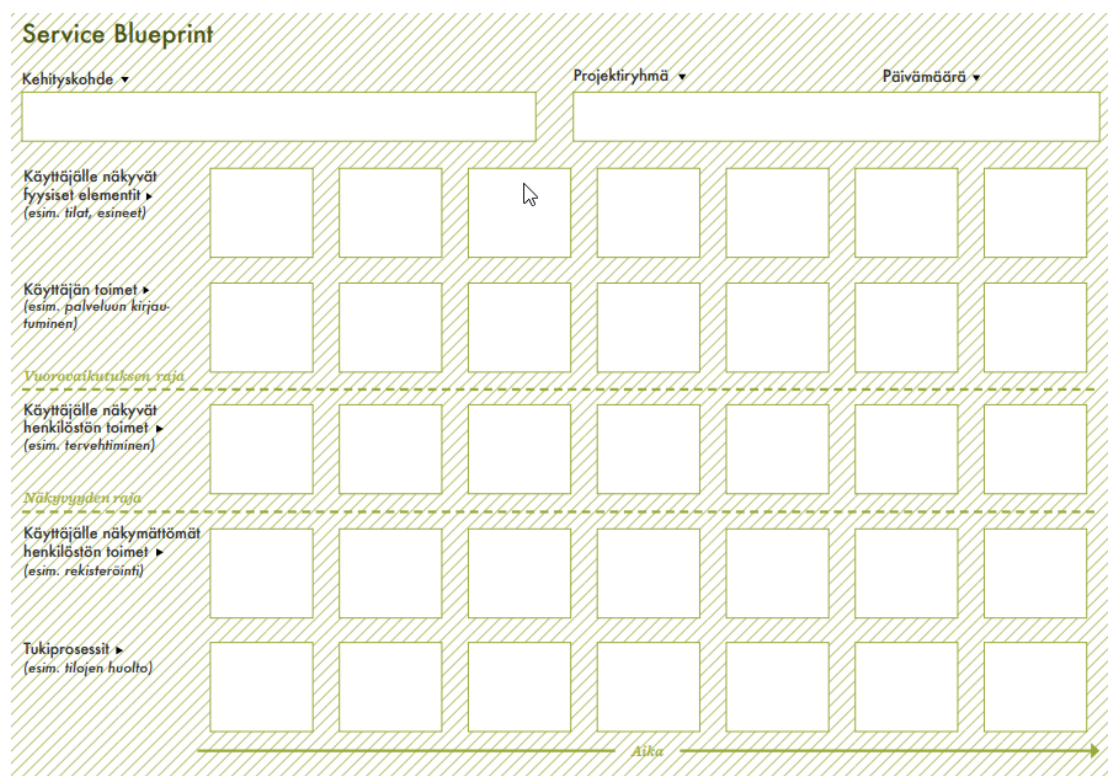 Service Blueprint
Kehityskohde ▼
Projektiryhmä ▼
Päivämäärä ▼
Käyttäjälle näkyvät
fyysiset elementit ►
(esim. tilat, esineet)
Käyttäjän toimet ►
(esim. palveluun kirjau-
tuminen)
Vuorovaikutuksen raja
Käyttäjälle näkyvät
henkilöstön toimet ►
(esim. tervehtiminen)
Näkyvyyden raja
Käyttäjälle näkymättömät
henkilöstön toimet ►
(esim. rekisteröinti)
Tukiprosessit ►
(esim. tilojen huolto)
Aika